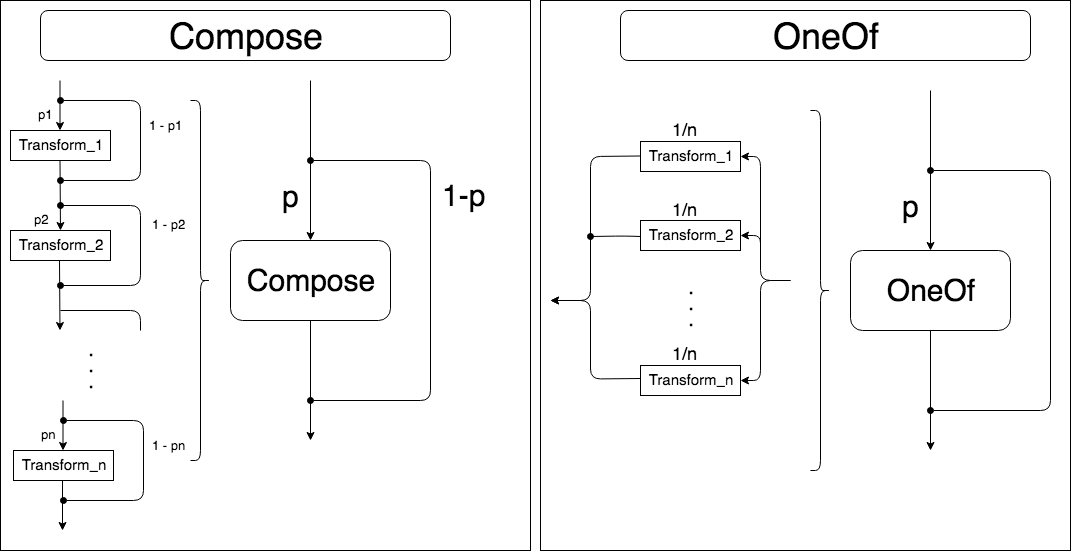 Compose
p1
1 - p1
Transform_1
p2
1 - p2
Transform_2
.
.
.
pn
1 - pn
Transform_n
p
1-p
Compose
OneOf
1/n
Transform_1
1/n
Transform_2
.
.
.
1/n
Transform_n
p
OneOf